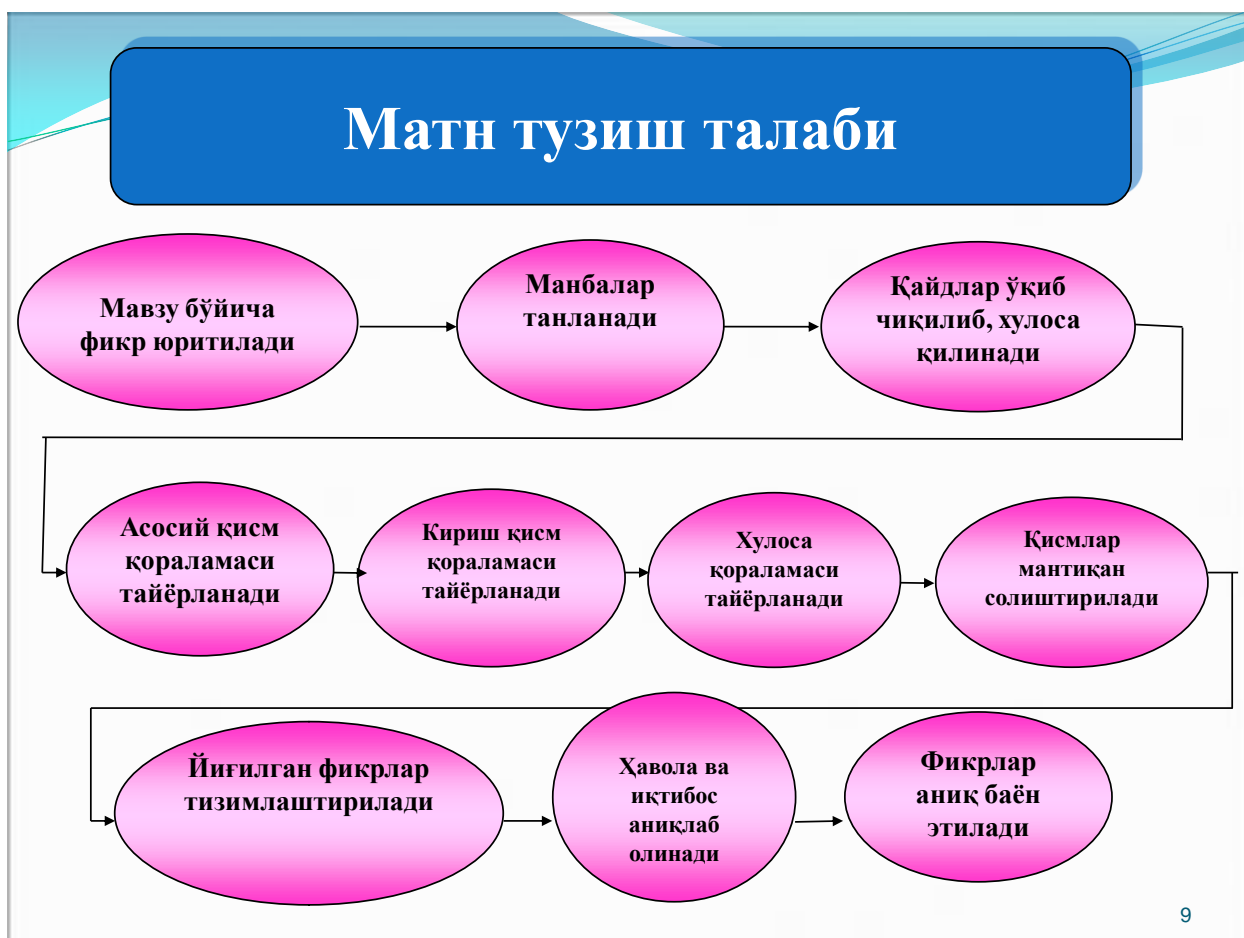 Матн тузиш талаби
Мавзу бўйича
фикр юритилади
Манбалар
танланади
Қайдлар ўқиб
чиқилиб, хулоса
қилинади
Асосий қисм
қораламаси
тайёрланади
Кириш қисм
қораламаси
тайёрланади
Хулоса
қораламаси
тайёрланади
Қисмлар
мантиқан
солиштирилади
Йиғилган фикрлар
тизимлаштирилади
Ҳавола ва
иқтибос
аниқлаб
олинади
Фикрлар
аниқ баён
этилади
9